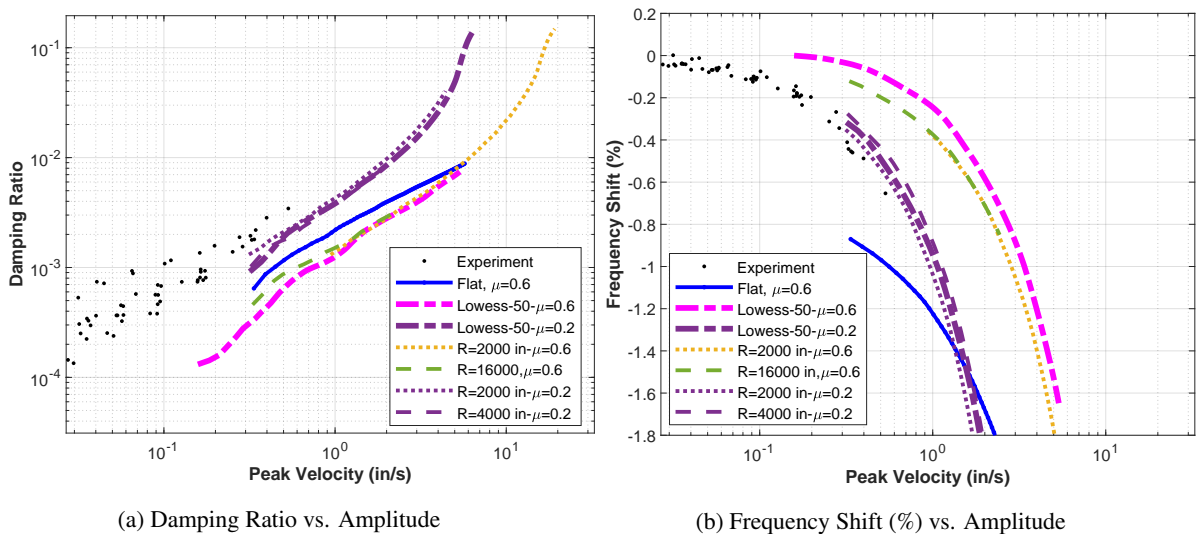 10^-1
10^-2
10^-3
10^-4
Damping Ratio
10^-1
10^0
10^1
Peak Velocity (in/s)
Experiment
Flat, μ=0.6
Lowess-50-μ=0.6
Lowess-50-μ=0.2
R=2000 in-μ=0.6
R=16000,μ=0.6
R=2000 in-μ=0.2
R=4000 in-μ=0.2
(a) Damping Ratio vs. Amplitude
0.2
0
-0.2
-0.4
-0.6
-0.8
-1
-1.2
-1.4
-1.6
-1.8
Frequency Shift (%)
10^-1
10^0
10^1
Peak Velocity (in/s)
Experiment
Flat, μ=0.6
Lowess-50-μ=0.6
Lowess-50-μ=0.2
R=2000 in-μ=0.6
R=16000 in,μ=0.6
R=2000 in-μ=0.2
R=4000 in-μ=0.2
(b) Frequency Shift (%) vs. Amplitude